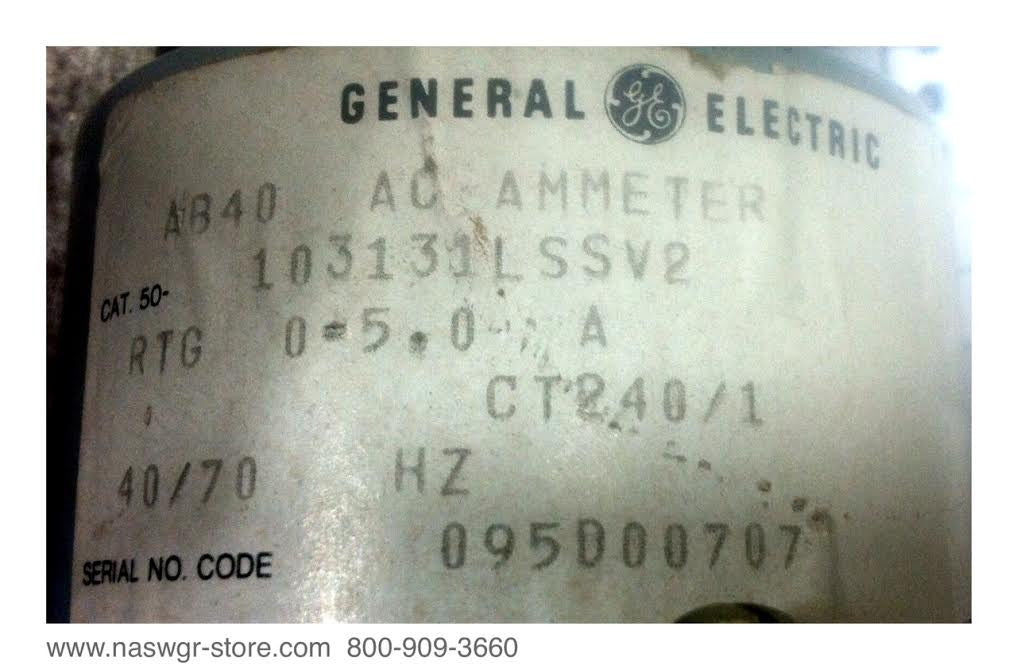 GENERAL GE ELECTRIC
AB40 AC AMMETER
103131LSSV2
CAT. 50-
RTG 0-5.0 A
CT240/1
40/70 HZ
095D00707
SERIAL NO. CODE
www.naswgr-store.com 800-909-3660